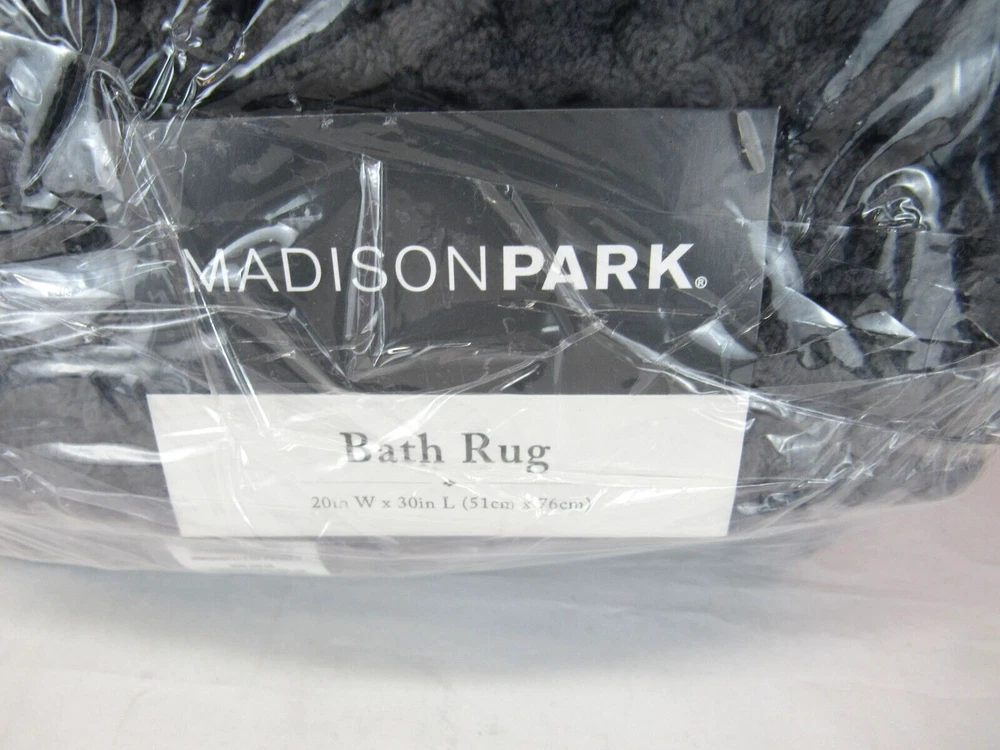 MADISONPARK®
Bath Rug
20in W x 30in L (51cm x 76cm)